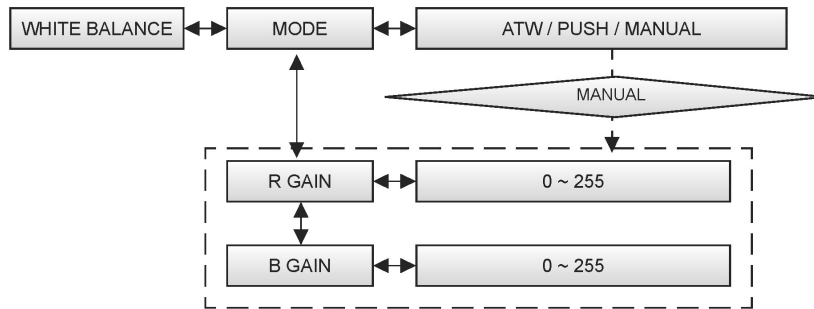 WHITE BALANCE MODE ATW / PUSH / MANUAL
MANUAL
R GAIN 0 ~ 255
B GAIN 0 ~ 255